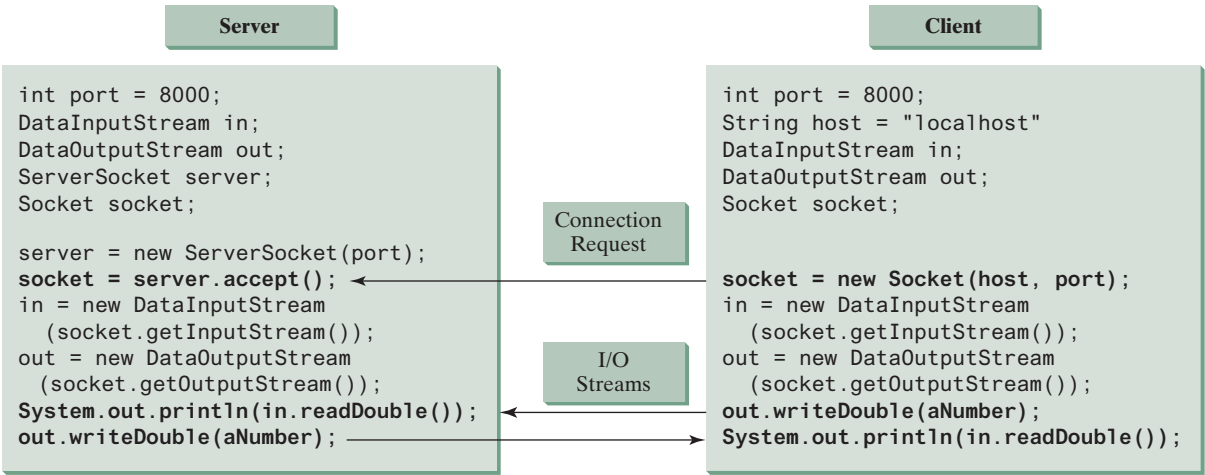 Server
int port = 8000;
DataInputStream in;
DataOutputStream out;
ServerSocket server;
Socket socket;
server = new ServerSocket(port);
socket = server.accept();
in = new DataInputStream
(socket.getInputStream());
out = new DataOutputStream
(socket.getOutputStream());
System.out.println(in.readDouble());
out.writeDouble(aNumber);
Connection
Request
I/O
Streams
Client
int port = 8000;
String host = "localhost"
DataInputStream in;
DataOutputStream out;
Socket socket;
socket = new Socket(host, port);
in = new DataInputStream
(socket.getInputStream());
out = new DataOutputStream
(socket.getOutputStream());
out.writeDouble(aNumber);
System.out.println(in.readDouble());